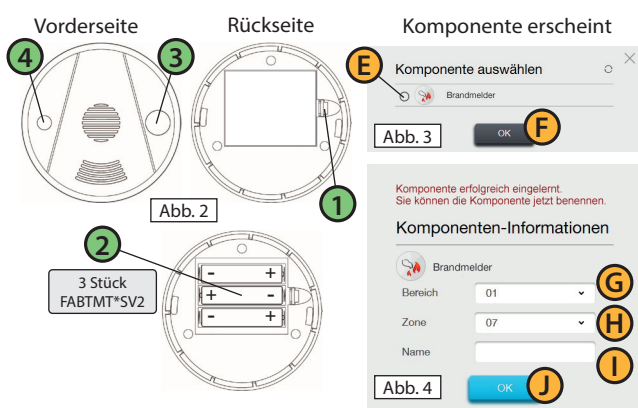 Vorderseite
Rückseite
Komponente erscheint
4
3
1
Abb. 2
2
3 Stück
FABTMT*SV2
- +
+ -
- +
E
Komponente auswählen
Brandmelder
Abb. 3
OK
F
Komponente erfolgreich eingelernt.
Sie können die Komponente jetzt benennen.
Komponenten-Informationen
Brandmelder
G
Bereich 01
H
Zone 07
Name
I
Abb. 4
OK
J